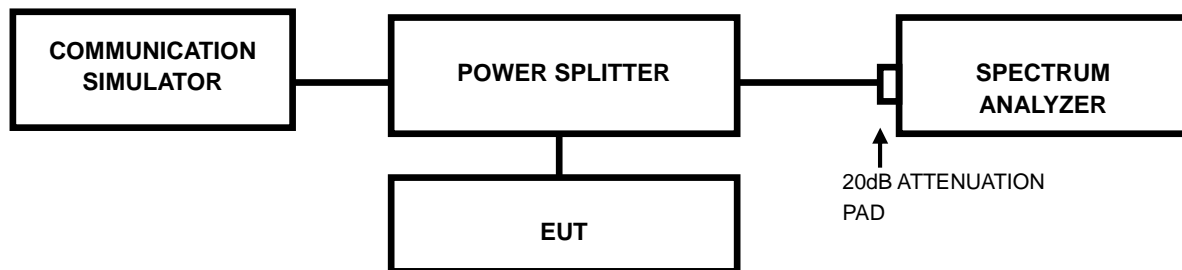 COMMUNICATION
SIMULATOR
POWER SPLITTER
SPECTRUM
ANALYZER
20dB ATTENUATION
PAD
EUT